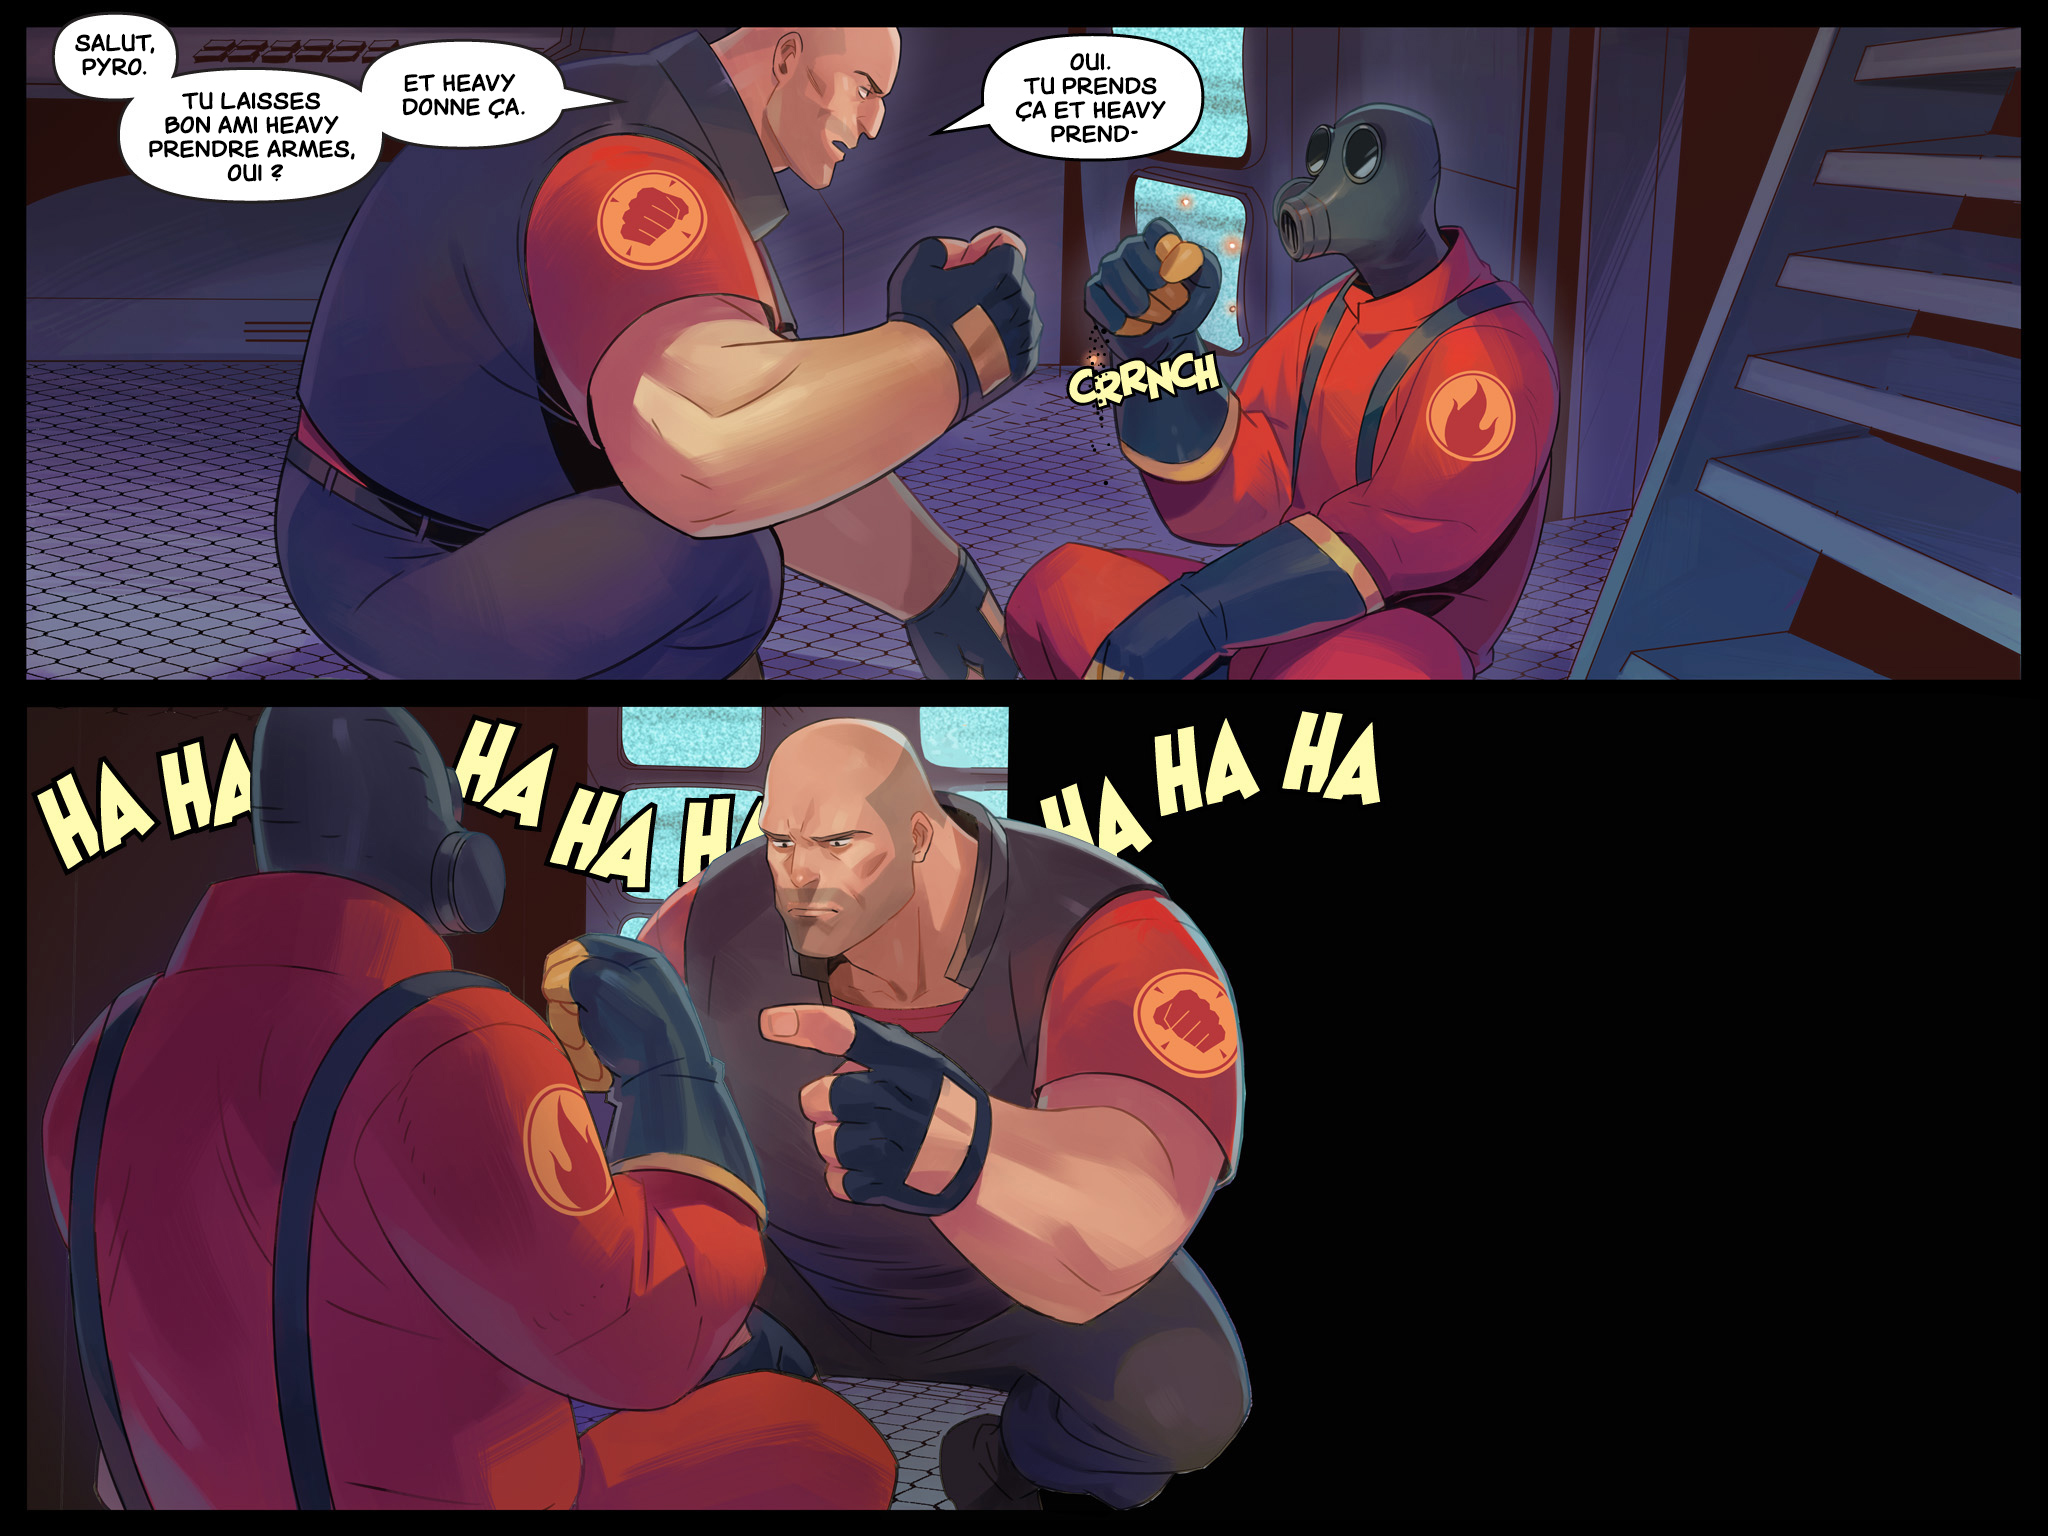 SALUT,
PYRO.
TU LAISSES
BON AMI HEAVY
PRENDRE ARMES,
OUI ?
ET HEAVY
DONNE ÇA.
OUI.
TU PRENDS
ÇA ET HEAVY
PREND-
CRRNCH
HA HA HA HA HA HA HA HA